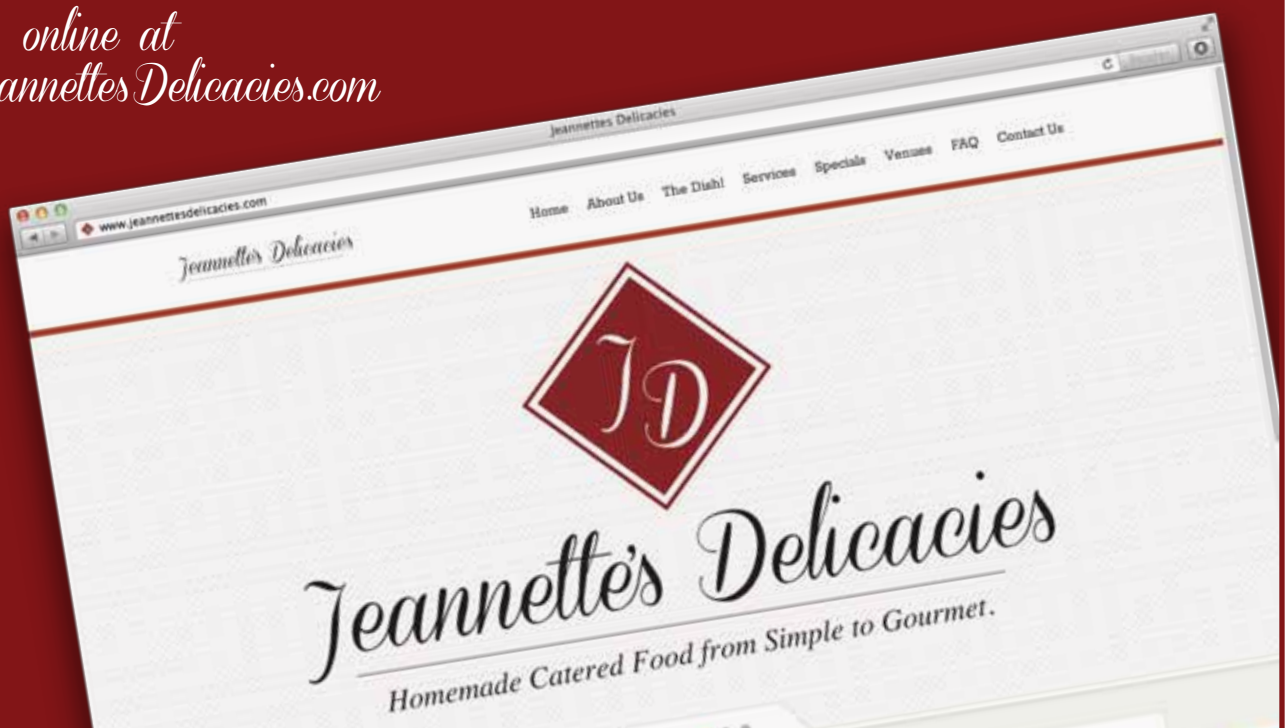 online at
annettesDelicacies.com
Jeannettes Delicacies
www.jeannettesdelicacies.com
Jeannette's Delicacies
Home About Us The Dish! Services Specials Venues FAQ Contact Us
JD
Jeannette's Delicacies
Homemade Catered Food from Simple to Gourmet.